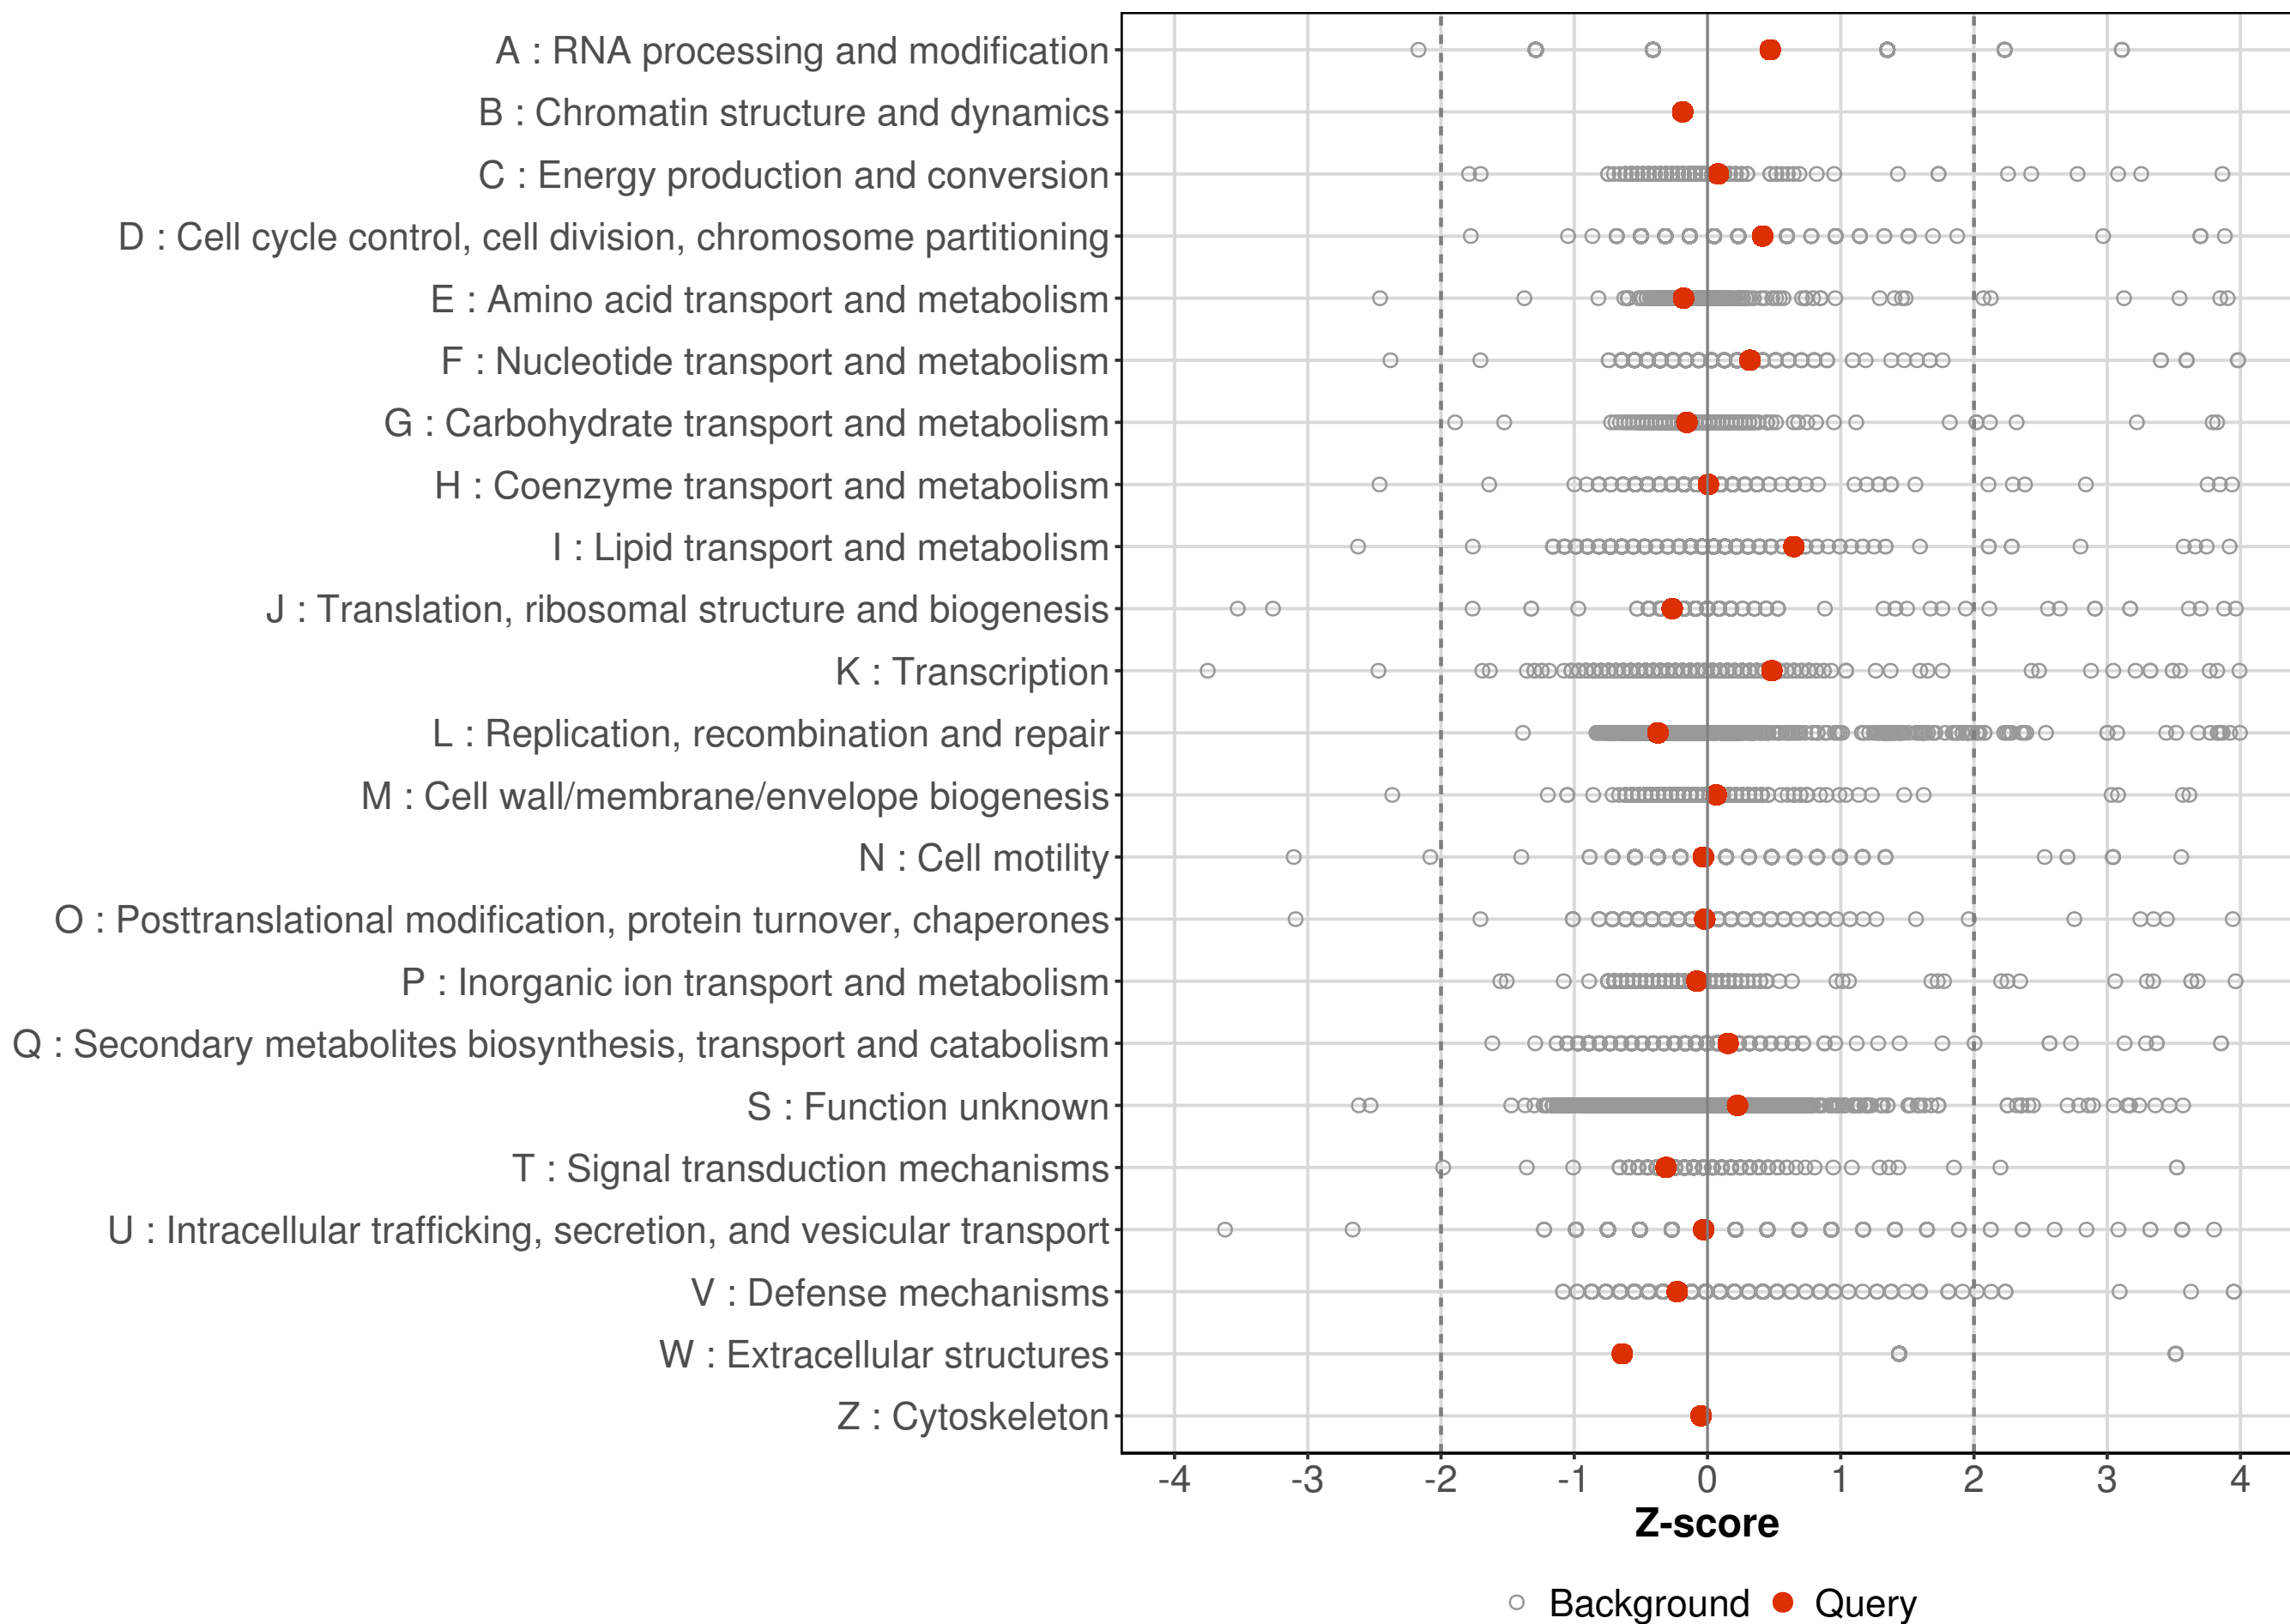 A : RNA processing and modification
B : Chromatin structure and dynamics
C : Energy production and conversion
D : Cell cycle control, cell division, chromosome partitioning
E : Amino acid transport and metabolism
F : Nucleotide transport and metabolism
G : Carbohydrate transport and metabolism
H : Coenzyme transport and metabolism
I : Lipid transport and metabolism
J : Translation, ribosomal structure and biogenesis
K : Transcription
L : Replication, recombination and repair
M : Cell wall/membrane/envelope biogenesis
N : Cell motility
O : Posttranslational modification, protein turnover, chaperones
P : Inorganic ion transport and metabolism
Q : Secondary metabolites biosynthesis, transport and catabolism
S : Function unknown
T : Signal transduction mechanisms
U : Intracellular trafficking, secretion, and vesicular transport
V : Defense mechanisms
W : Extracellular structures
Z : Cytoskeleton
-4 -3 -2 -1 0 1 2 3 4
Z-score
Background Query